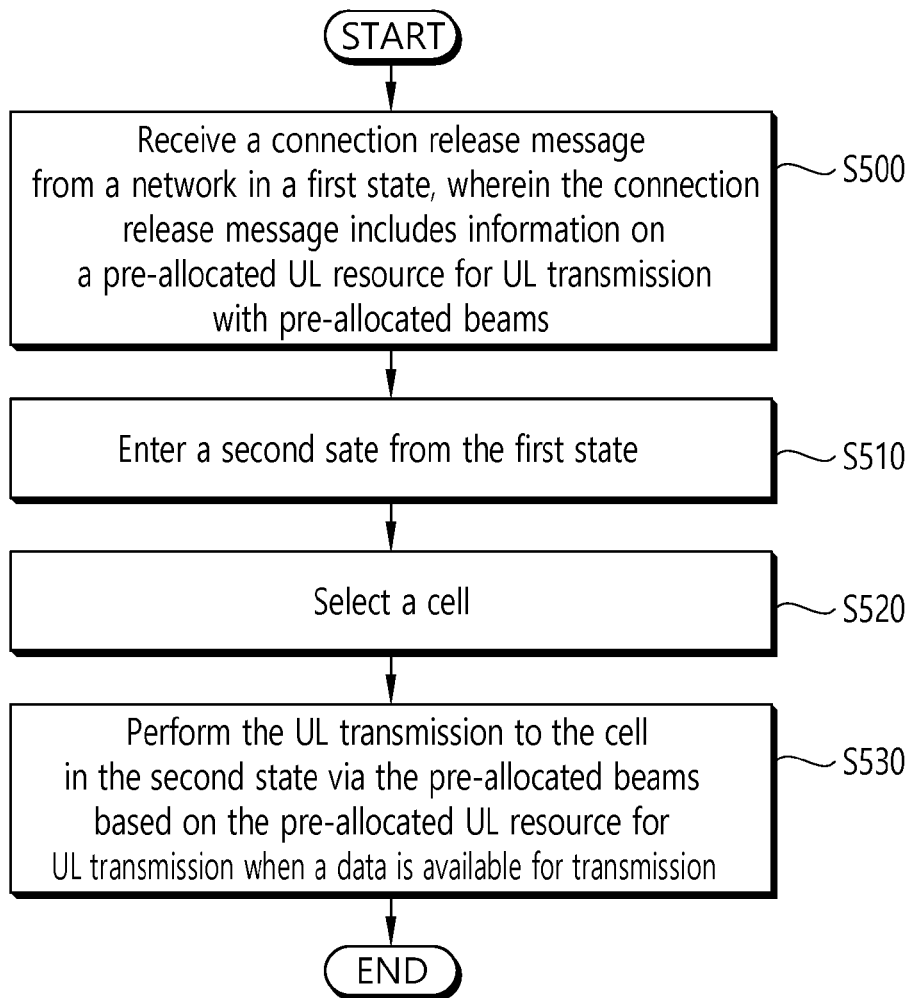 START
Receive a connection release message
from a network in a first state, wherein the connection
release message includes information on
a pre-allocated UL resource for UL transmission
with pre-allocated beams
S500
Enter a second sate from the first state
S510
Select a cell
S520
Perform the UL transmission to the cell
in the second state via the pre-allocated beams
based on the pre-allocated UL resource for
UL transmission when a data is available for transmission
S530
END